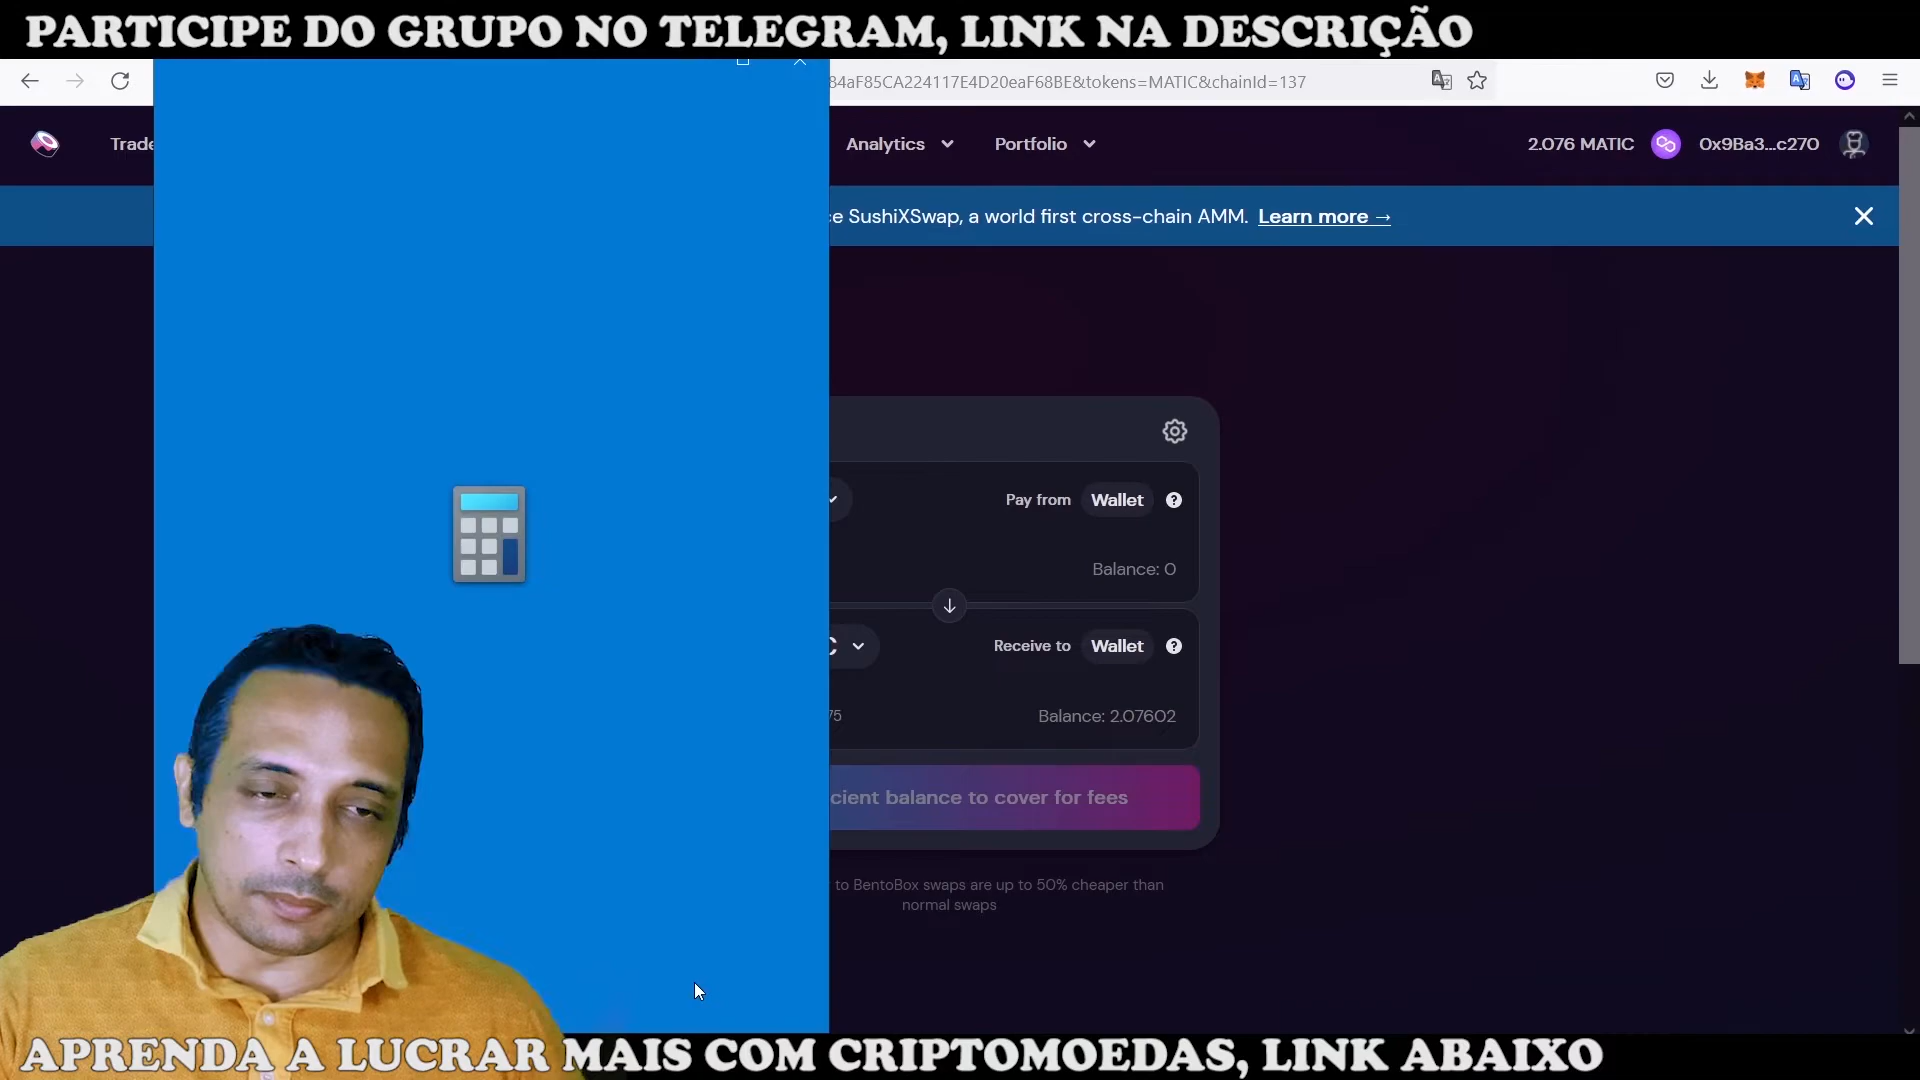 PARTICIPE DO GRUPO NO TELEGRAM, LINK NA DESCRIÇÃO
84aF85CA224117E4D20eaF68BE&tokens=MATIC&chainId=137
Trade
Analytics
Portfolio
2.076 MATIC
0x9Ba3...c270
ce SushiXSwap, a world first cross-chain AMM. Learn more →
Pay from Wallet ?
Balance: 0
C
Receive to Wallet ?
75
Balance: 2.07602
cient balance to cover for fees
to BentoBox swaps are up to 50% cheaper than
normal swaps
APRENDA A LUCRAR MAIS COM CRIPTOMOEDAS, LINK ABAIXO